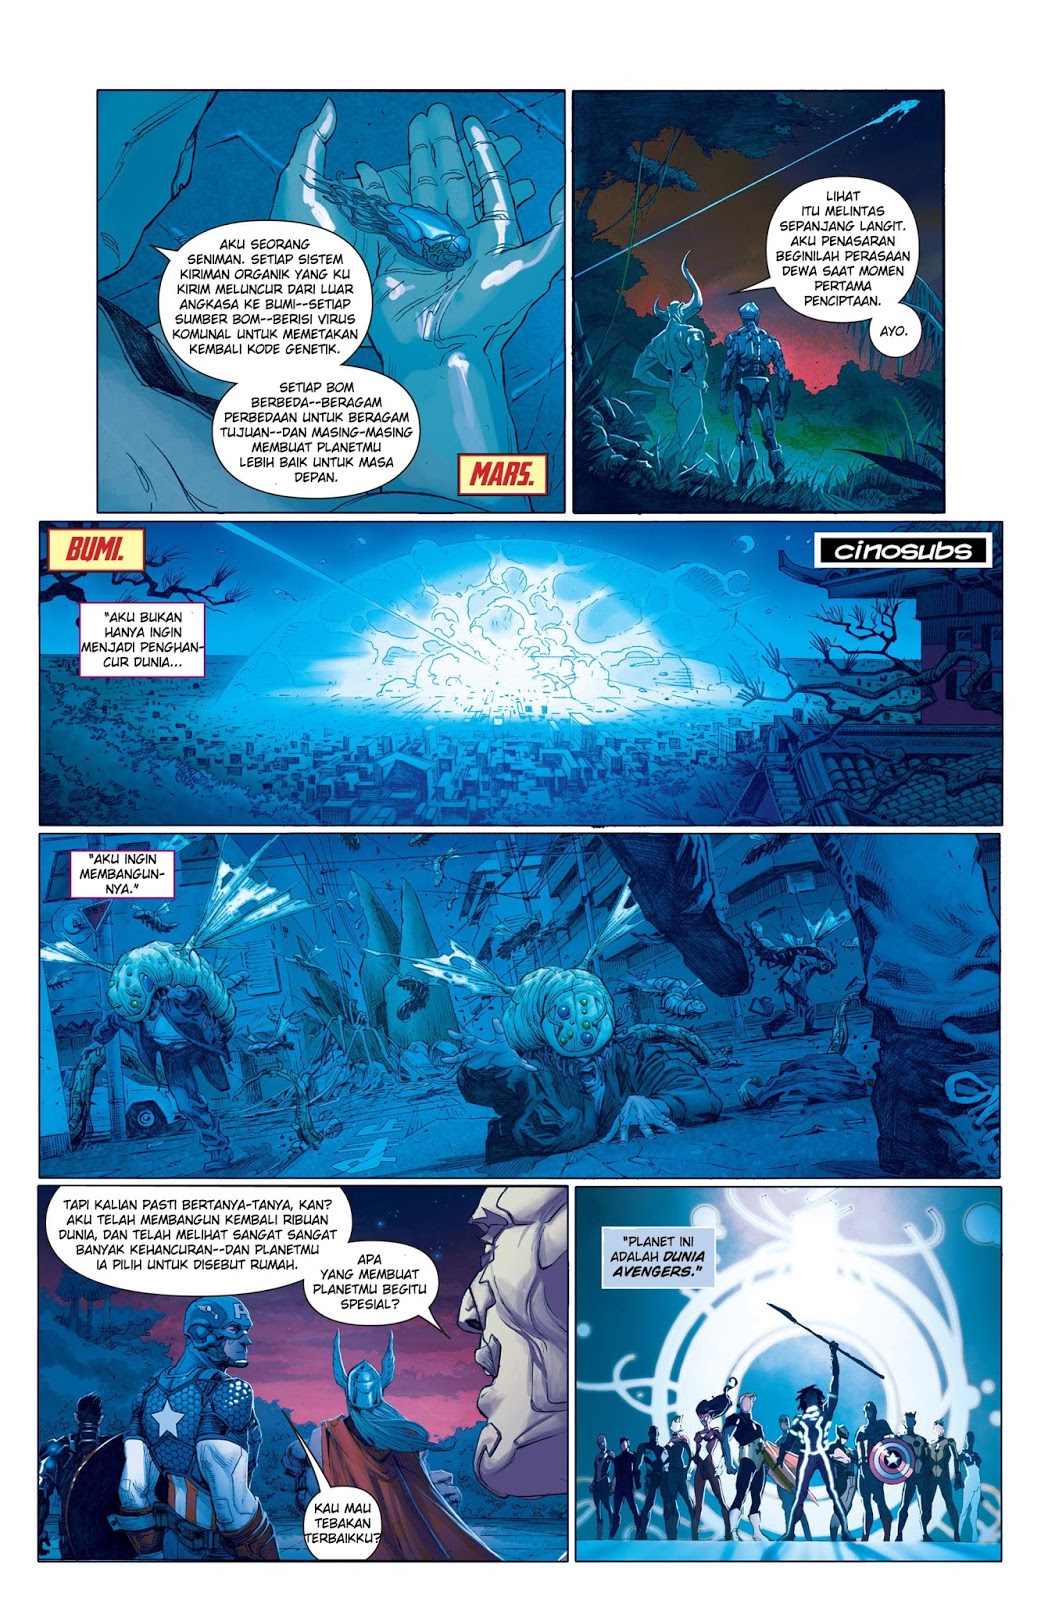 AKU SEORANG
SENIMAN. SETIAP SISTEM
KIRIMAN ORGANIK YANG KU
KIRIM MELUNCUR DARI LUAR
ANGKASA KE BUMI--SETIAP
SUMBER BOM--BERISI VIRUS
KOMUNAL UNTUK MEMETAKAN
KEMBALI KODE GENETIK.
SETIAP BOM
BERBEDA--BERAGAM
PERBEDAAN UNTUK BERAGAM
TUJUAN--DAN MASING-MASING
MEMBUAT PLANETMU
LEBIH BAIK UNTUK MASA
DEPAN.
MARS.
LIHAT
ITU MELINTAS
SEPANJANG LANGIT.
AKU PENASARAN
BEGINILAH PERASAAN
DEWA SAAT MOMEN
PERTAMA
PENCIPTAAN.
AYO.
BUMI.
cinosubs
"AKU BUKAN
HANYA INGIN
MENJADI PENGHAN-
CUR DUNIA...
"AKU INGIN
MEMBANGUN-
NYA."
TAPI KALIAN PASTI BERTANYA-TANYA, KAN?
AKU TELAH MEMBANGUN KEMBALI RIBUAN
DUNIA, DAN TELAH MELIHAT SANGAT SANGAT
BANYAK KEHANCURAN--DAN PLANETMU
IA PILIH UNTUK DISEBUT RUMAH.
APA
YANG MEMBUAT
PLANETMU BEGITU
SPESIAL?
KAU MAU
TEBAKAN
TERBAIKKU?
"PLANET INI
ADALAH DUNIA
AVENGERS."